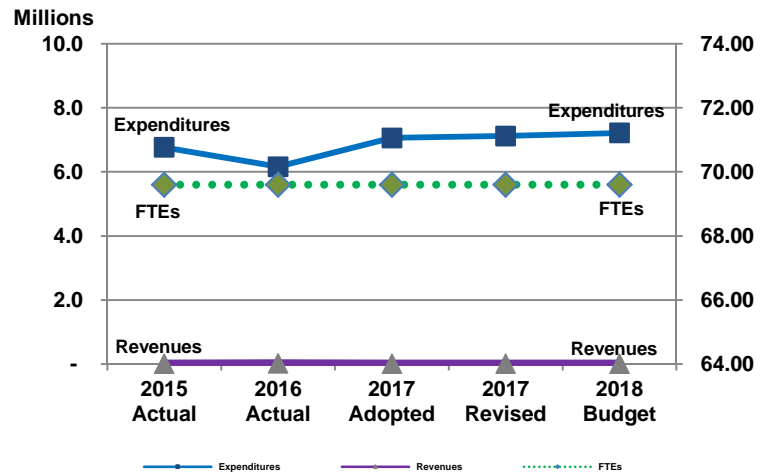 Millions
10.0
74.00
8.0
72.00
Expenditures
Expenditures
6.0
70.00
FTEs
FTEs
4.0
68.00
2.0
66.00
Revenues
Revenues
-
64.00
2015 2016 2017 2017 2018
Actual Actual Adopted Revised Budget
Expenditures Revenues FTEs